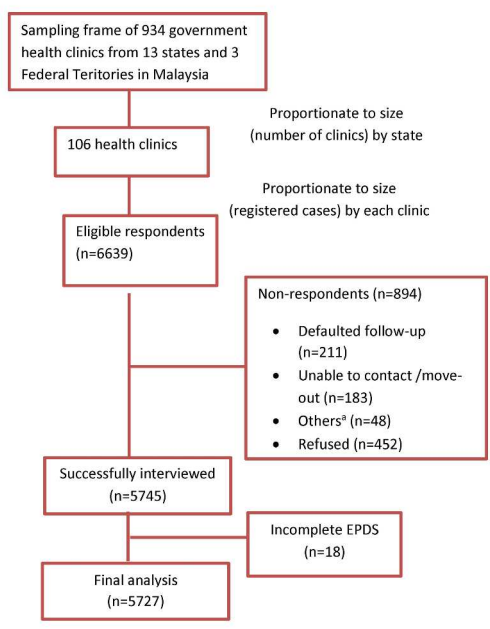 Sampling frame of 934 government
health clinics from 13 states and 3
Federal Territories in Malaysia
Proportionate to size
(number of clinics) by state
106 health clinics
Proportionate to size
(registered cases) by each clinic
Eligible respondents
(n=6639)
Non-respondents (n=894)
• Defaulted follow-up
(n=211)
• Unable to contact /move-
out (n=183)
• Othersᵃ (n=48)
• Refused (n=452)
Successfully interviewed
(n=5745)
Incomplete EPDS
(n=18)
Final analysis
(n=5727)